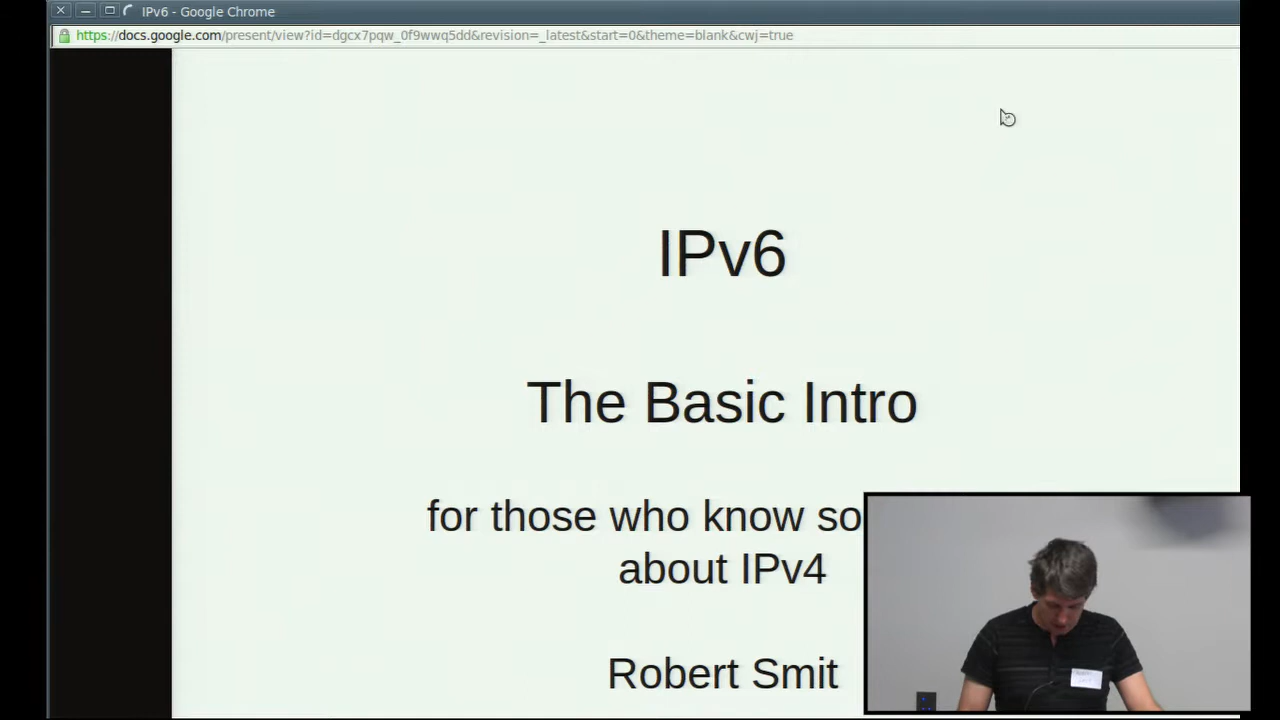 IPv6 - Google Chrome
https://docs.google.com/present/view?id=dgcx7pqw_0f9wwq5dd&revision=_latest&start=0&theme=blank&cwj=true
IPv6
The Basic Intro
for those who know so
about IPv4
Robert Smit